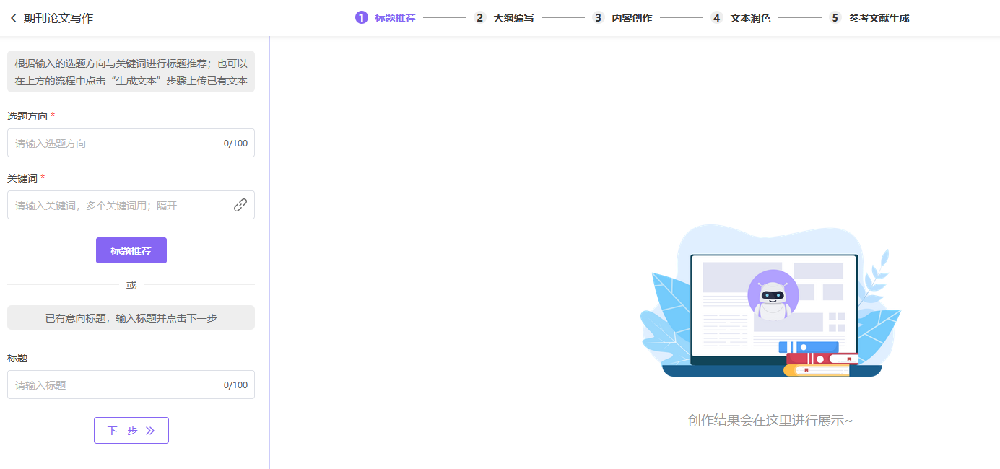 期刊论文写作
1 标题推荐 2 大纲编写 3 内容创作 4 文本润色 5 参考文献生成
根据输入的选题方向与关键词进行标题推荐；也可以
在上方的流程中点击“生成文本”步骤上传已有文本
选题方向 *
请输入选题方向 0/100
关键词 *
请输入关键词，多个关键词用；隔开
标题推荐
或
已有意向标题，输入标题并点击下一步
标题
请输入标题 0/100
下一步
创作结果会在这里进行展示~